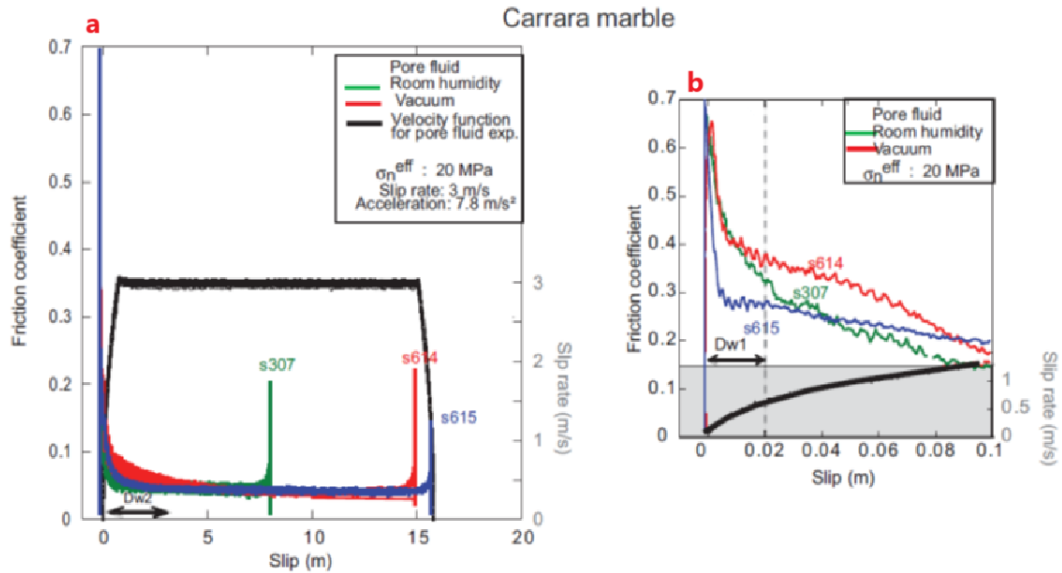 Carrara marble
a
0.7
0.6
0.5
0.4
0.3
0.2
0.1
0
Friction coefficient
Pore fluid
Room humidity
Vacuum
Velocity function
for pore fluid exp.
σn eff : 20 MPa
Slip rate: 3 m/s
Acceleration: 7.8 m/s²
s307
s614
s615
Dw2
3
2
1
0
Slip rate (m/s)
0 5 10 15 20
Slip (m)
b
0.7
0.6
0.5
0.4
0.3
0.2
0.1
0
Friction coefficient
Pore fluid
Room humidity
Vacuum
σn eff : 20 MPa
s614
s307
s615
Dw1
1
0.5
0
Slip rate (m/s)
0 0.02 0.04 0.06 0.08 0.1
Slip (m)